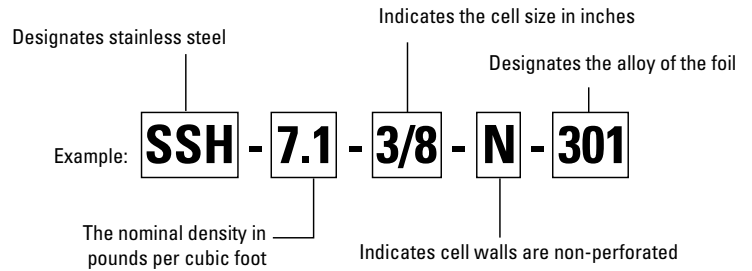 Indicates the cell size in inches
Designates stainless steel
Designates the alloy of the foil
Example: SSH - 7.1 - 3/8 - N - 301
The nominal density in
pounds per cubic foot
Indicates cell walls are non-perforated